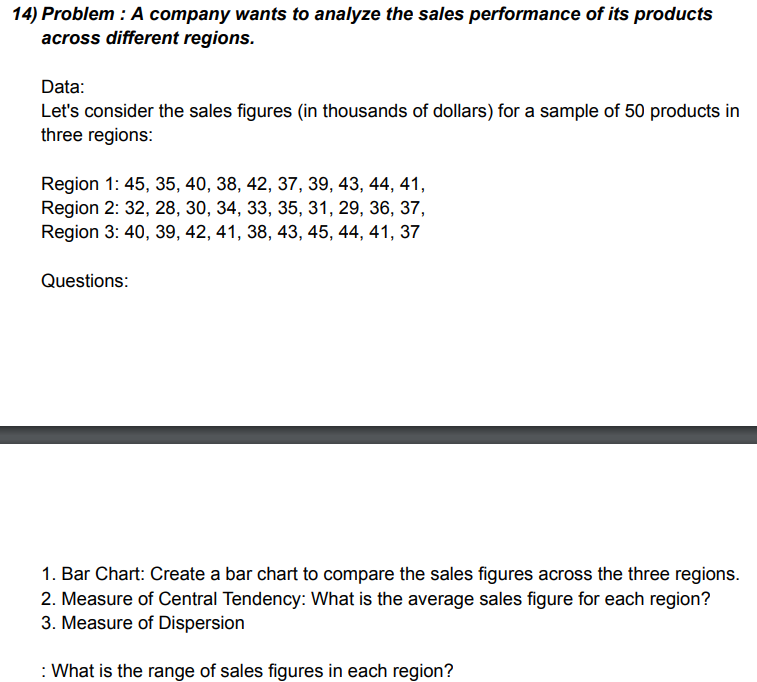 14) Problem : A company wants to analyze the sales performance of its products
across different regions.
Data:
Let's consider the sales figures (in thousands of dollars) for a sample of 50 products in
three regions:
Region 1: 45, 35, 40, 38, 42, 37, 39, 43, 44, 41,
Region 2: 32, 28, 30, 34, 33, 35, 31, 29, 36, 37,
Region 3: 40, 39, 42, 41, 38, 43, 45, 44, 41, 37
Questions:
1. Bar Chart: Create a bar chart to compare the sales figures across the three regions.
2. Measure of Central Tendency: What is the average sales figure for each region?
3. Measure of Dispersion
: What is the range of sales figures in each region?